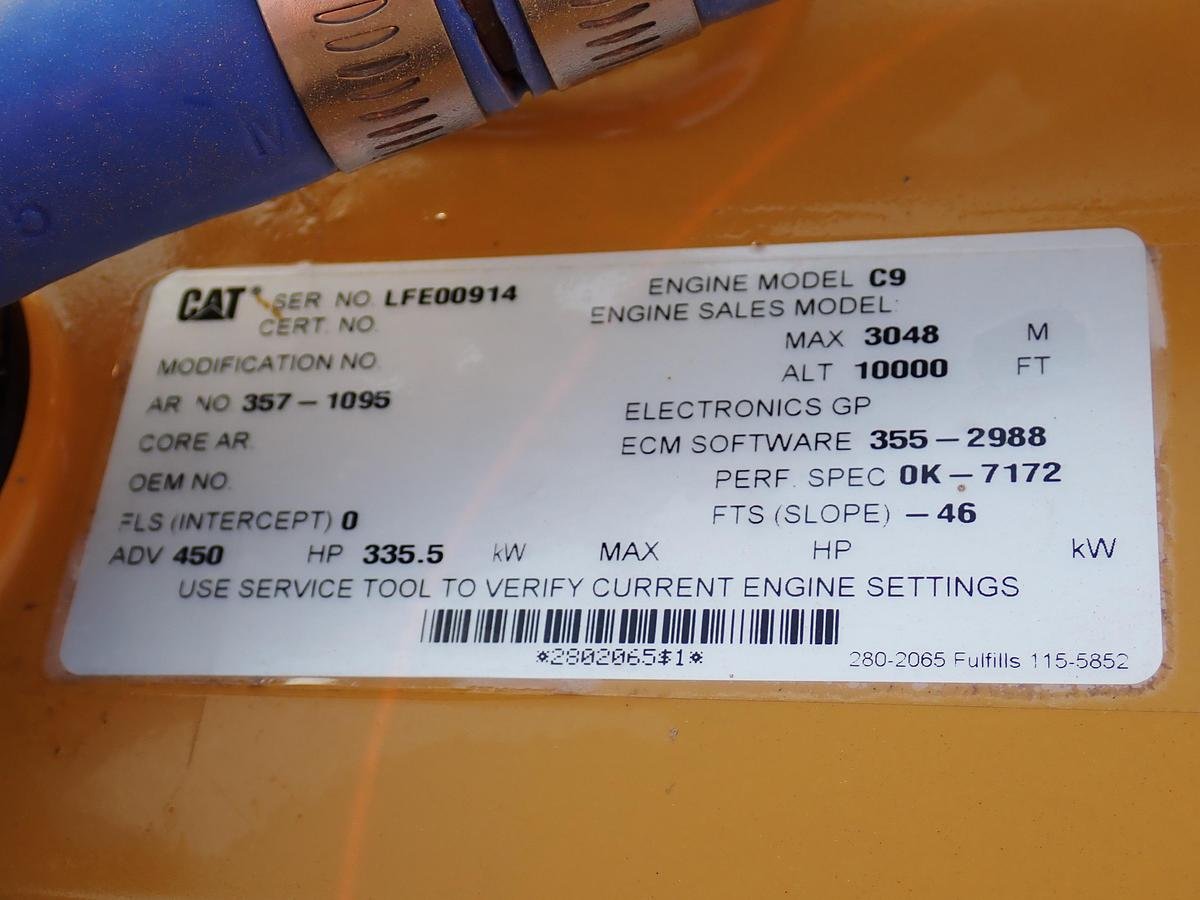 CAT® SER NO. LFE00914 ENGINE MODEL C9
CERT. NO. ENGINE SALES MODEL:
MAX 3048 M
MODIFICATION NO. ALT 10000 FT
AR NO 357-1095 ELECTRONICS GP
CORE AR. ECM SOFTWARE 355-2988
OEM NO. PERF. SPEC 0K-7172
FLS (INTERCEPT) 0 FTS (SLOPE) -46
ADV 450 HP 335.5 kW MAX HP kW
USE SERVICE TOOL TO VERIFY CURRENT ENGINE SETTINGS
*2802065$1*
280-2065 Fulfills 115-5852